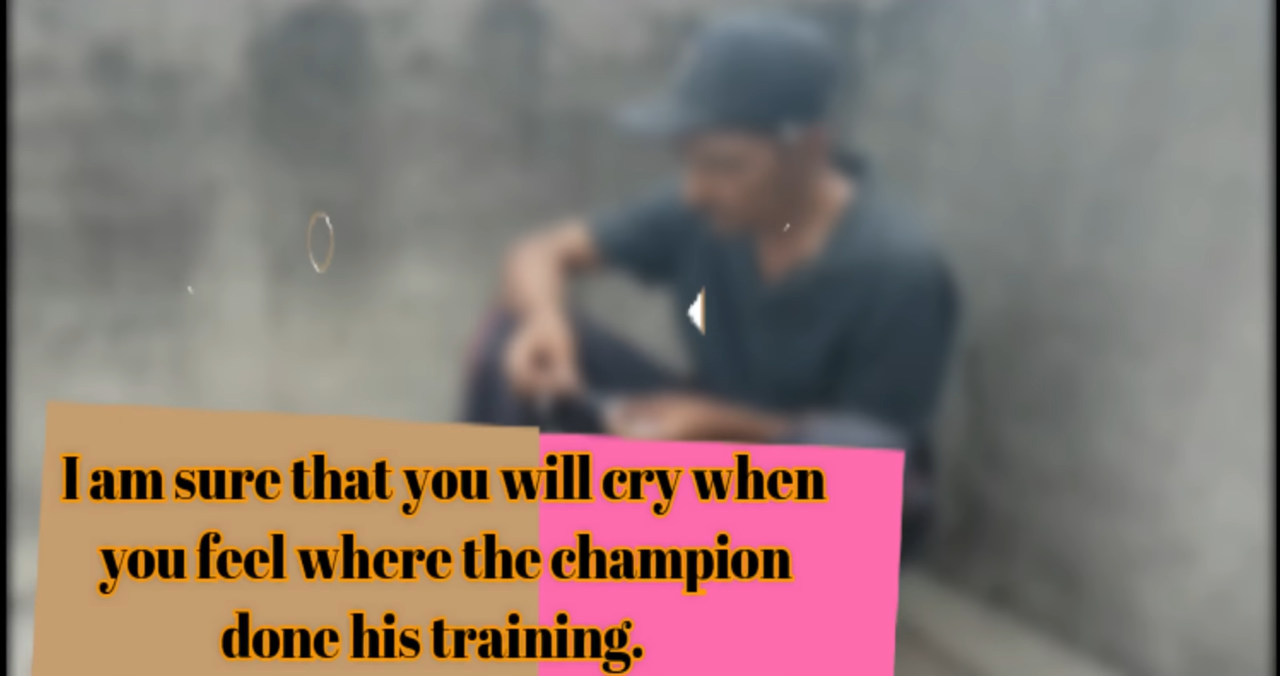 I am sure that you will cry when
you feel where the champion
done his training.